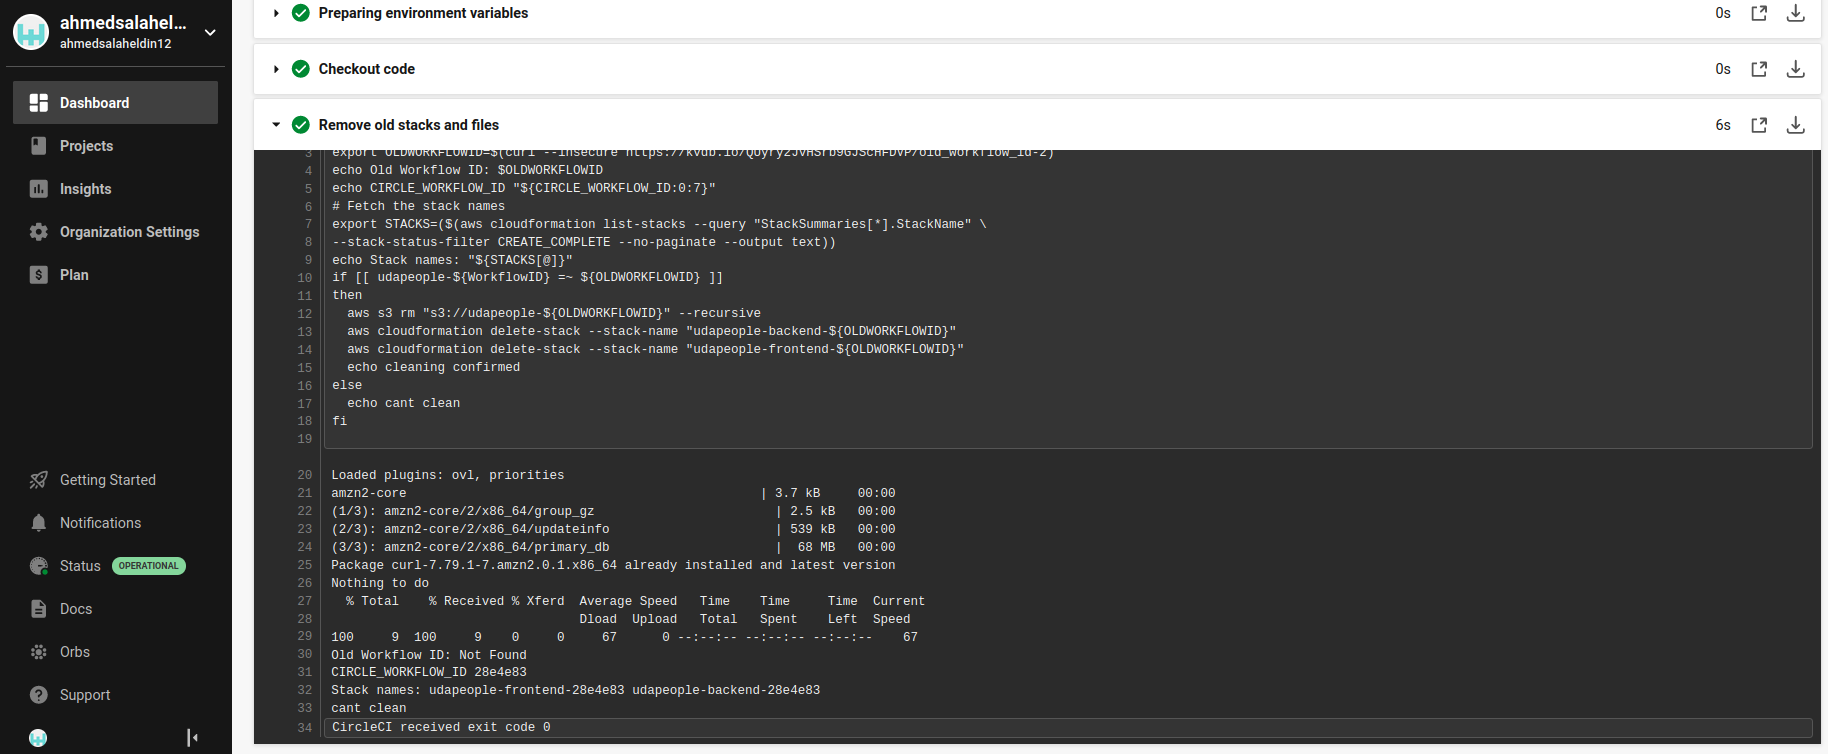 ahmedsalahel...
ahmedsalaheldin12
Dashboard
Projects
Insights
Organization Settings
Plan
Getting Started
Notifications
Status OPERATIONAL
Docs
Orbs
Support
Preparing environment variables 0s
Checkout code 0s
Remove old stacks and files 6s
3 export OLDWORKFLOWID=$(curl --insecure
4 echo Old Workflow ID: $OLDWORKFLOWID
5 echo CIRCLE_WORKFLOW_ID "${CIRCLE_WORKFLOW_ID:0:7}"
6 # Fetch the stack names
7 export STACKS=($(aws cloudformation list-stacks --query "StackSummaries[*].StackName" \
8 --stack-status-filter CREATE_COMPLETE --no-paginate --output text))
9 echo Stack names: "${STACKS[@]}"
10 if [[ udapeople-${WorkflowID} =~ ${OLDWORKFLOWID} ]]
11 then
12 aws s3 rm "s3://udapeople-${OLDWORKFLOWID}" --recursive
13 aws cloudformation delete-stack --stack-name "udapeople-backend-${OLDWORKFLOWID}"
14 aws cloudformation delete-stack --stack-name "udapeople-frontend-${OLDWORKFLOWID}"
15 echo cleaning confirmed
16 else
17 echo cant clean
18 fi
19
20 Loaded plugins: ovl, priorities
21 amzn2-core | 3.7 kB 00:00
22 (1/3): amzn2-core/2/x86_64/group_gz | 2.5 kB 00:00
23 (2/3): amzn2-core/2/x86_64/updateinfo | 539 kB 00:00
24 (3/3): amzn2-core/2/x86_64/primary_db | 68 MB 00:00
25 Package curl-7.79.1-7.amzn2.0.1.x86_64 already installed and latest version
26 Nothing to do
27 % Total % Received % Xferd Average Speed Time Time Time Current
28 Dload Upload Total Spent Left Speed
29 100 9 100 9 0 0 67 0 --:--:-- --:--:-- --:--:-- 67
30 Old Workflow ID: Not Found
31 CIRCLE_WORKFLOW_ID 28e4e83
32 Stack names: udapeople-frontend-28e4e83 udapeople-backend-28e4e83
33 cant clean
34 CircleCI received exit code 0